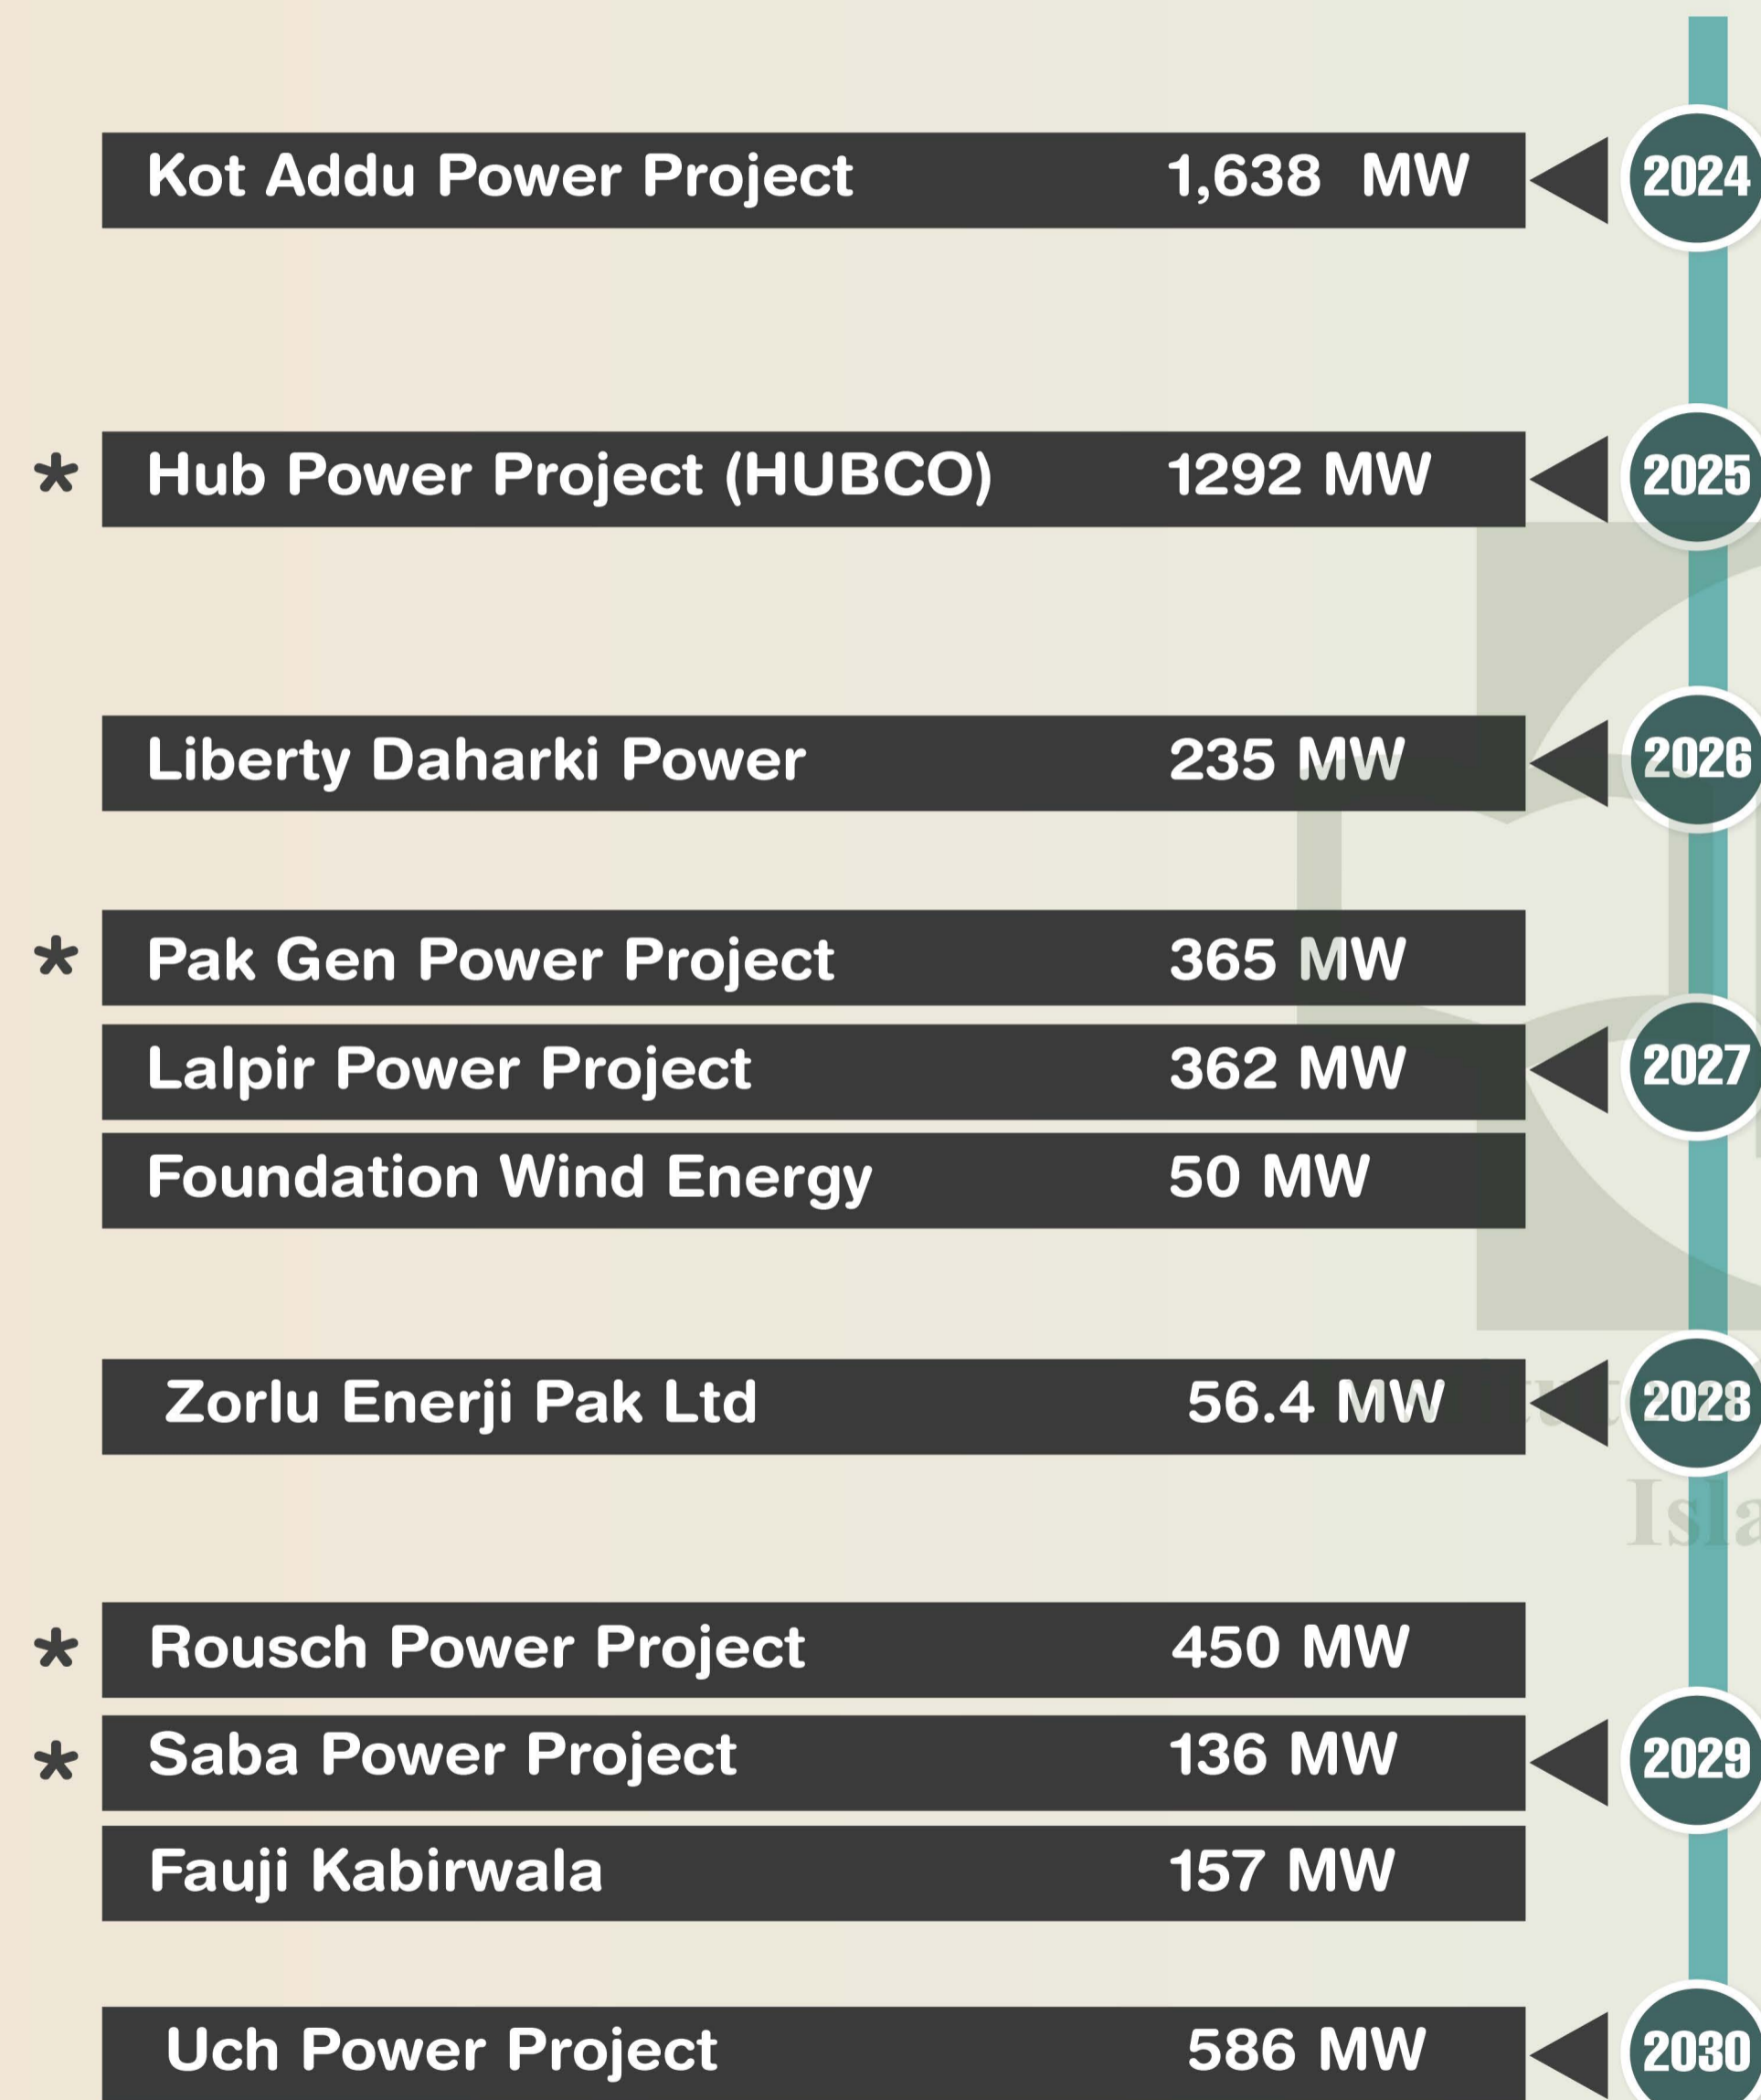 Kot Addu Power Project 1,638 MW 2024
* Hub Power Project (HUBCO) 1292 MW 2025
Liberty Daharki Power 235 MW 2026
* Pak Gen Power Project 365 MW
Lalpir Power Project 362 MW 2027
Foundation Wind Energy 50 MW
Zorlu Enerji Pak Ltd 56.4 MW 2028
* Rousch Power Project 450 MW
* Saba Power Project 136 MW 2029
Fauji Kabirwala 157 MW
Uch Power Project 586 MW 2030